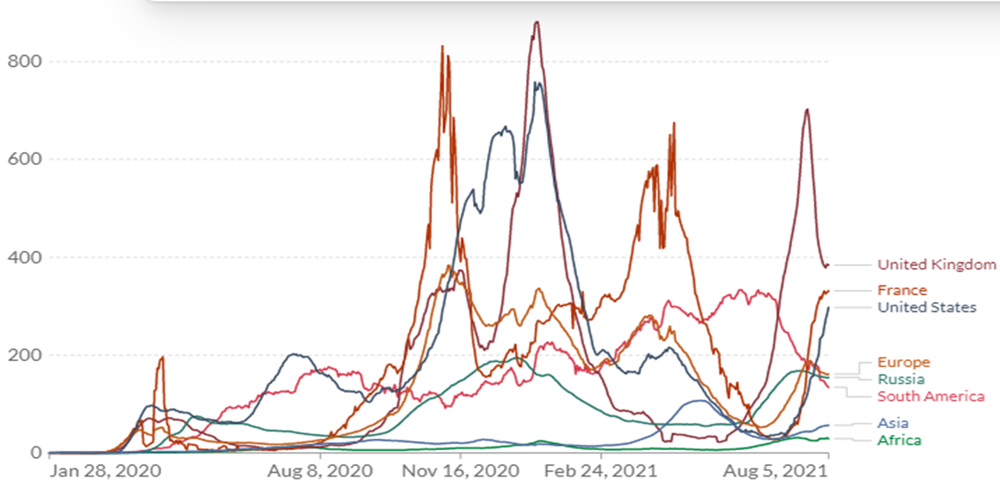 800
600
400
200
0
Jan 28, 2020
Aug 8, 2020
Nov 16, 2020
Feb 24, 2021
Aug 5, 2021
United Kingdom
France
United States
Europe
Russia
South America
Asia
Africa